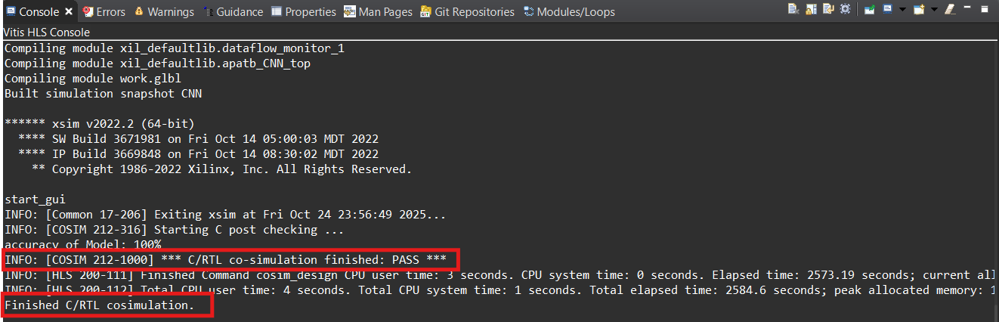 Console Errors Warnings Guidance Properties Man Pages Git Repositories Modules/Loops
Vitis HLS Console
Compiling module xil_defaultlib.dataflow_monitor_1
Compiling module xil_defaultlib.apatb_CNN_top
Compiling module work.glbl
Built simulation snapshot CNN
****** xsim v2022.2 (64-bit)
**** SW Build 3671981 on Fri Oct 14 05:00:03 MDT 2022
**** IP Build 3669848 on Fri Oct 14 08:30:02 MDT 2022
** Copyright 1986-2022 Xilinx, Inc. All Rights Reserved.
start_gui
INFO: [Common 17-206] Exiting xsim at Fri Oct 24 23:56:49 2025...
INFO: [COSIM 212-316] Starting C post checking ...
accuracy of Model: 100%
INFO: [COSIM 212-1000] *** C/RTL co-simulation finished: PASS ***
INFO: [HLS 200-111] Finished Command cosim_design CPU user time: 3 seconds. CPU system time: 0 seconds. Elapsed time: 2573.19 seconds; current all
INFO: [HLS 200-112] Total CPU user time: 4 seconds. Total CPU system time: 1 seconds. Total elapsed time: 2584.6 seconds; peak allocated memory: 1
Finished C/RTL cosimulation.